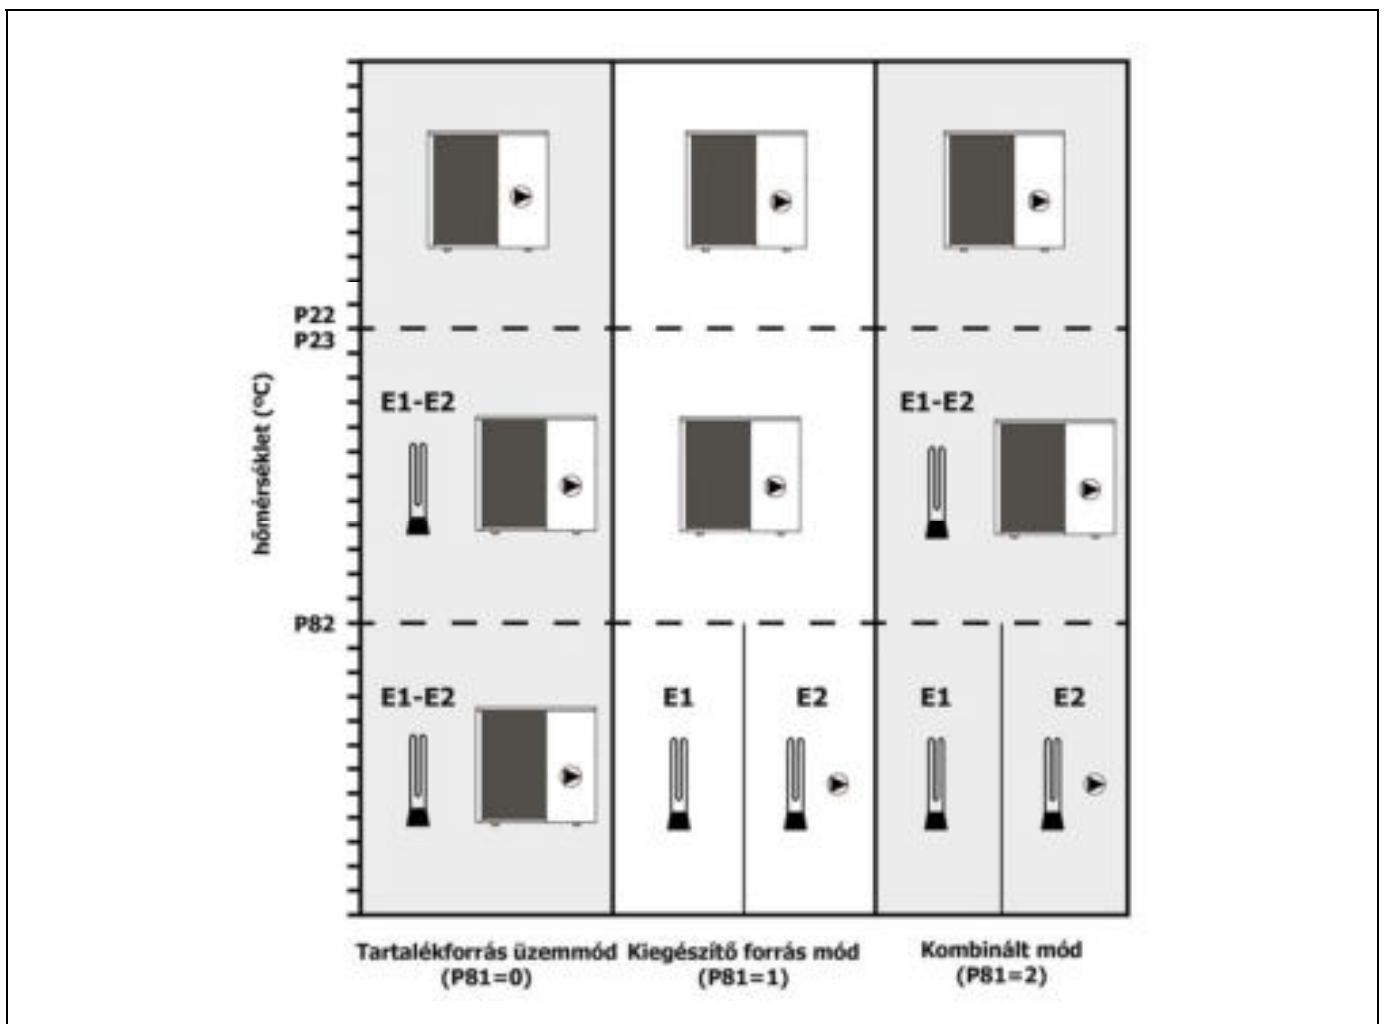 P22
P23
hőmérséklet (°C)
E1-E2
E1-E2
P82
E1-E2
E1
E2
E1
E2
Tartalékforrás üzemmód
(P81=0)
Kiegészítő forrás mód
(P81=1)
Kombinált mód
(P81=2)